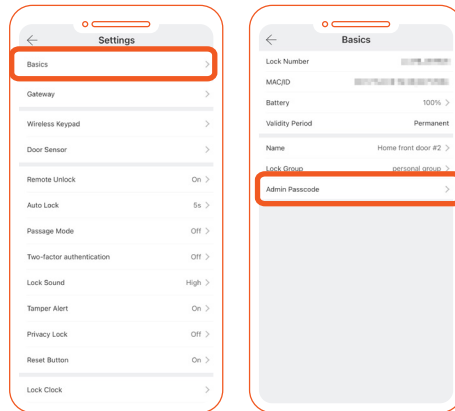 Settings
Basics
Gateway
Wireless Keypad
Door Sensor
Remote Unlock On
Auto Lock 5s
Passage Mode Off
Two-factor authentication Off
Lock Sound High
Tamper Alert On
Privacy Lock Off
Reset Button On
Lock Clock
Basics
Lock Number
MAC/ID
Battery 100%
Validity Period Permanent
Name Home front door #2
Lock Group personal group
Admin Passcode